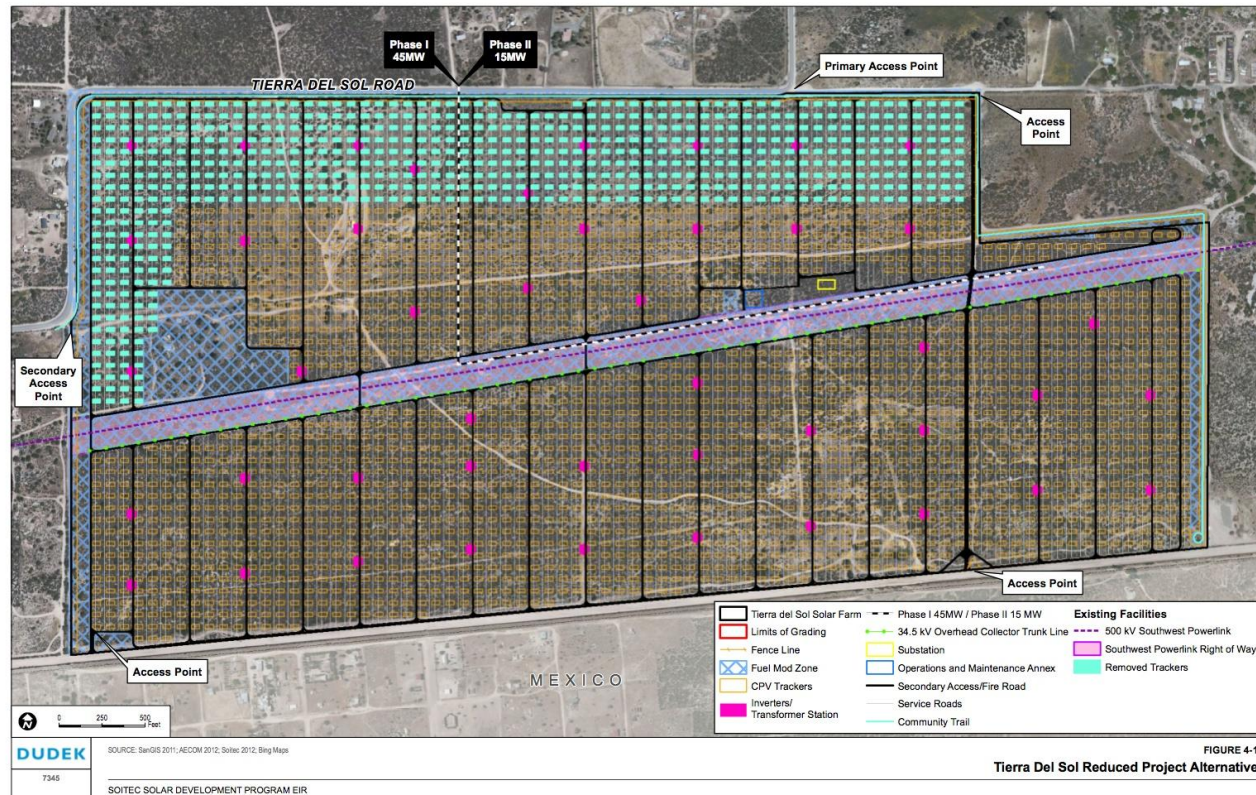 Phase I
45MW
Phase II
15MW
TIERRA DEL SOL ROAD
Primary Access Point
Access
Point
Secondary
Access
Point
Access Point
Access Point
MEXICO
Tierra del Sol Solar Farm
Limits of Grading
Fence Line
Fuel Mod Zone
CPV Trackers
Inverters/
Transformer Station
Phase I 45MW / Phase II 15 MW
34.5 kV Overhead Collector Trunk Line
Substation
Operations and Maintenance Annex
Secondary Access/Fire Road
Service Roads
Community Trail
Existing Facilities
500 kV Southwest Powerlink
Southwest Powerlink Right of Way
Removed Trackers
N
0 250 500
Feet
DUDEK
7345
SOURCE: SanGIS 2011; AECOM 2012; Soitec 2012; Bing Maps
SOITEC SOLAR DEVELOPMENT PROGRAM EIR
FIGURE 4-1
Tierra Del Sol Reduced Project Alternative